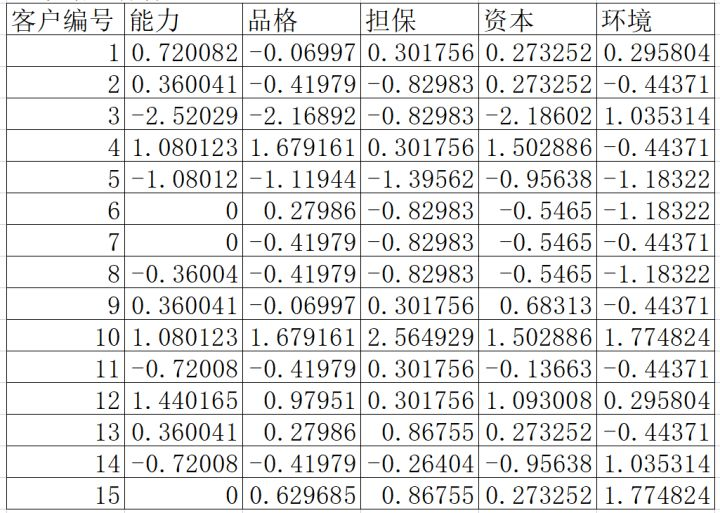 客户编号 能力 品格 担保 资本 环境
1 0.720082 -0.06997 0.301756 0.273252 0.295804
2 0.360041 -0.41979 -0.82983 0.273252 -0.44371
3 -2.52029 -2.16892 -0.82983 -2.18602 1.035314
4 1.080123 1.679161 0.301756 1.502886 -0.44371
5 -1.08012 -1.11944 -1.39562 -0.95638 -1.18322
6 0 0.27986 -0.82983 -0.5465 -1.18322
7 0 -0.41979 -0.82983 -0.5465 -0.44371
8 -0.36004 -0.41979 -0.82983 -0.5465 -1.18322
9 0.360041 -0.06997 0.301756 0.68313 -0.44371
10 1.080123 1.679161 2.564929 1.502886 1.774824
11 -0.72008 -0.41979 0.301756 -0.13663 -0.44371
12 1.440165 0.97951 0.301756 1.093008 0.295804
13 0.360041 0.27986 0.86755 0.273252 -0.44371
14 -0.72008 -0.41979 -0.26404 -0.95638 1.035314
15 0 0.629685 0.86755 0.273252 1.774824